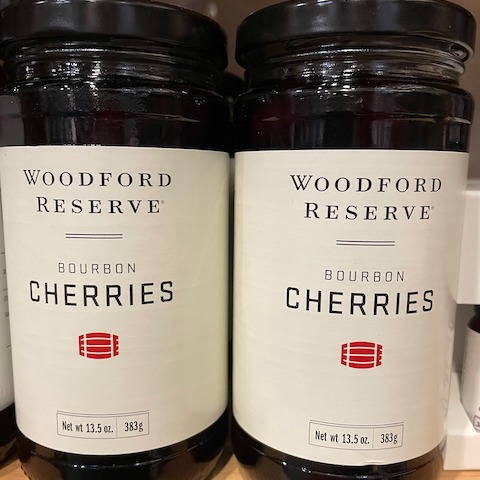 WOODFORD
RESERVE®
BOURBON
CHERRIES
Net wt 13.5 oz. 383g
WOODFORD
RESERVE®
BOURBON
CHERRIES
Net wt 13.5 oz. 383g